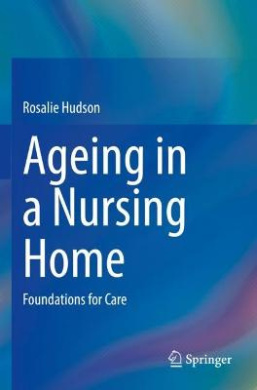 Rosalie Hudson
Ageing in
a Nursing
Home
Foundations for Care
Springer